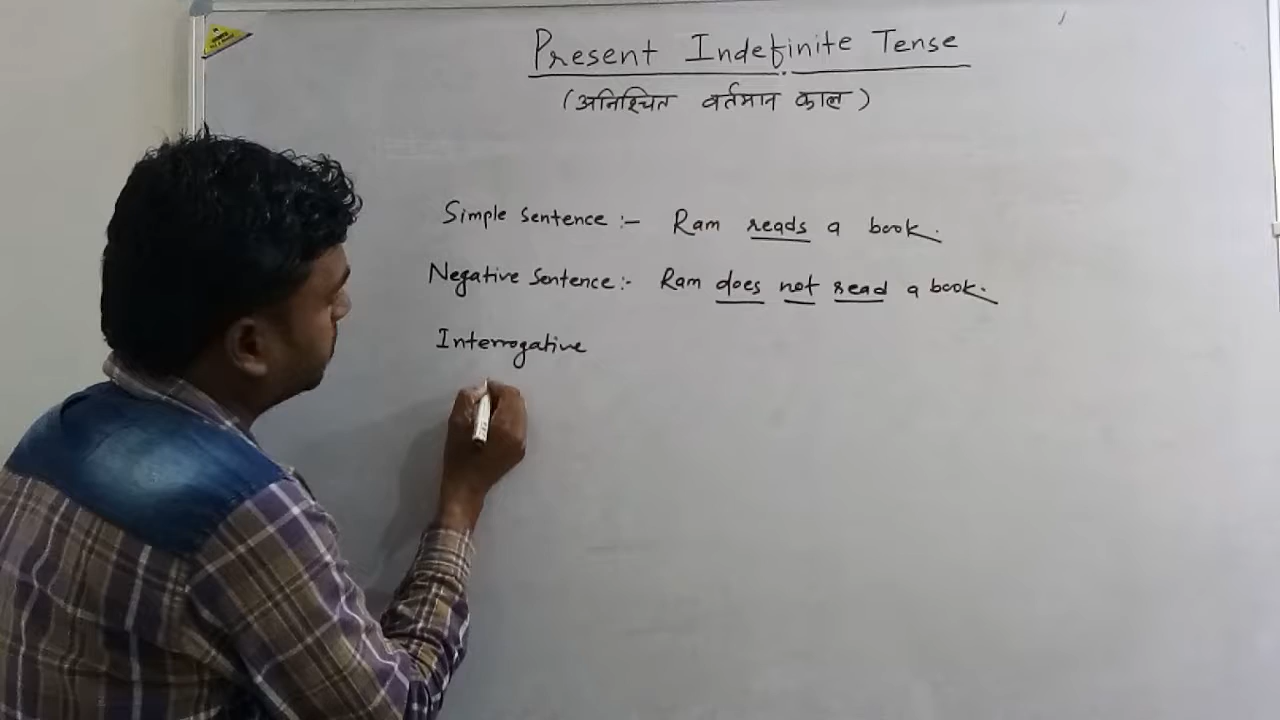 Present Indefinite Tense
(अनिश्चित वर्तमान काल)
Simple Sentence :- Ram reads a book.
Negative Sentence :- Ram does not read a book.
Interrogative